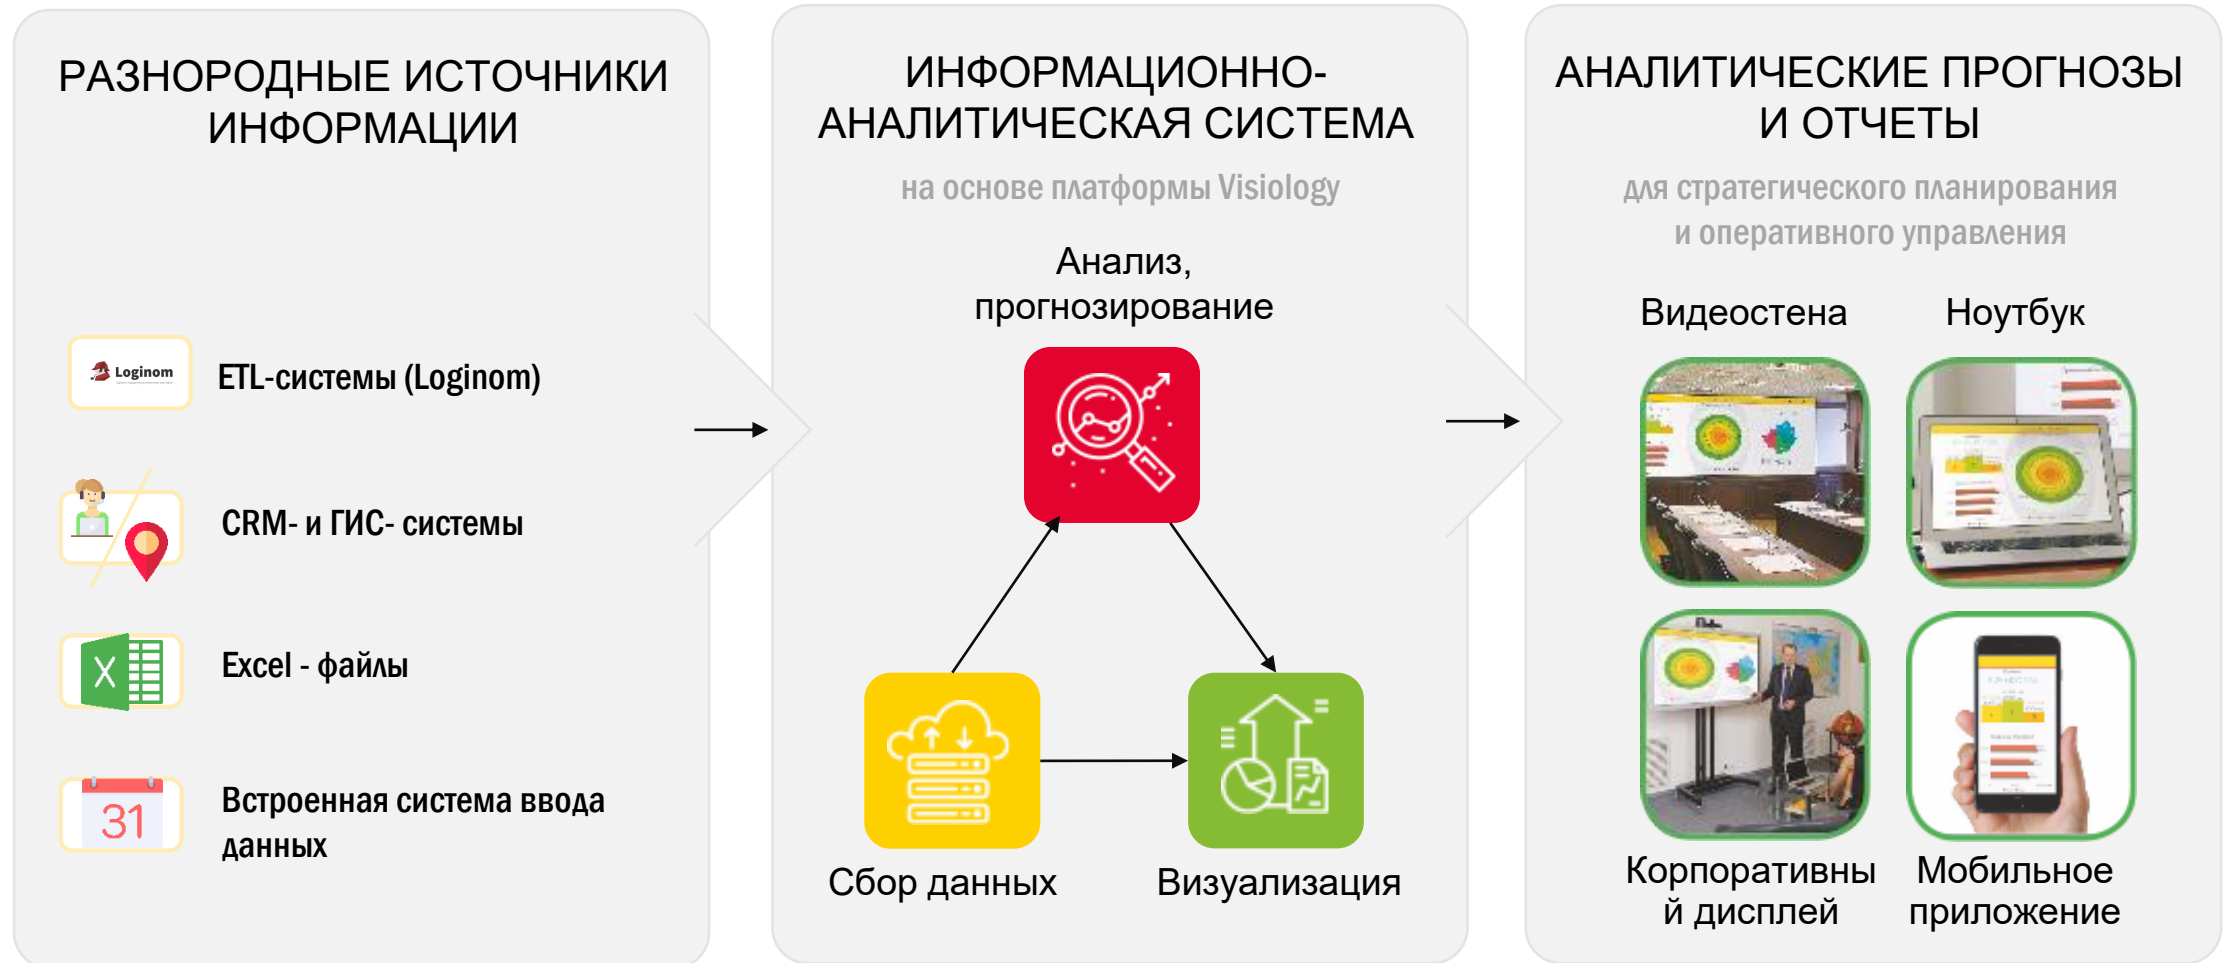 РАЗНОРОДНЫЕ ИСТОЧНИКИ
ИНФОРМАЦИИ
Loginom
ETL-системы (Loginom)
CRM- и ГИС- системы
X
Excel - файлы
31
Встроенная система ввода
данных
ИНФОРМАЦИОННО-
АНАЛИТИЧЕСКАЯ СИСТЕМА
на основе платформы Visiology
Анализ,
прогнозирование
Сбор данных
Визуализация
АНАЛИТИЧЕСКИЕ ПРОГНОЗЫ
И ОТЧЕТЫ
для стратегического планирования
и оперативного управления
Видеостена
Ноутбук
Корпоративны
й дисплей
Мобильное
приложение